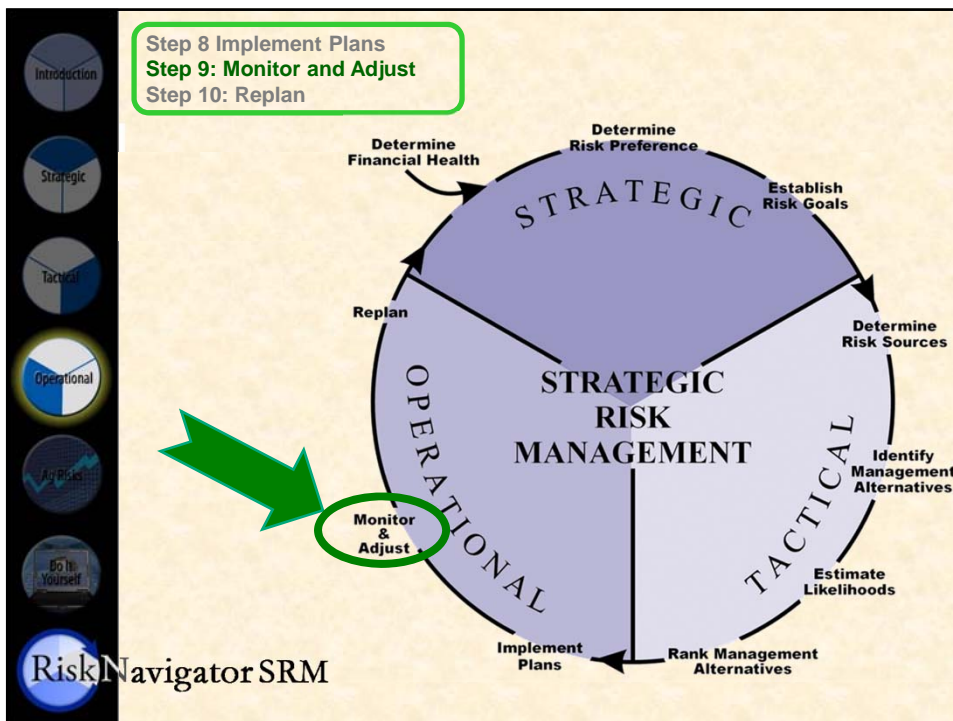 Introduction
Strategic
Tactical
Operational
Ag Risks
Do It
Yourself
Step 8 Implement Plans
Step 9: Monitor and Adjust
Step 10: Replan
Determine
Financial Health
Determine
Risk Preference
Establish
Risk Goals
STRATEGIC
Determine
Risk Sources
Identify
Management
Alternatives
Estimate
Likelihoods
Rank Management
Alternatives
TACTICAL
Implement
Plans
Monitor
&
Adjust
Replan
OPERATIONAL
STRATEGIC
RISK
MANAGEMENT
RiskNavigator SRM